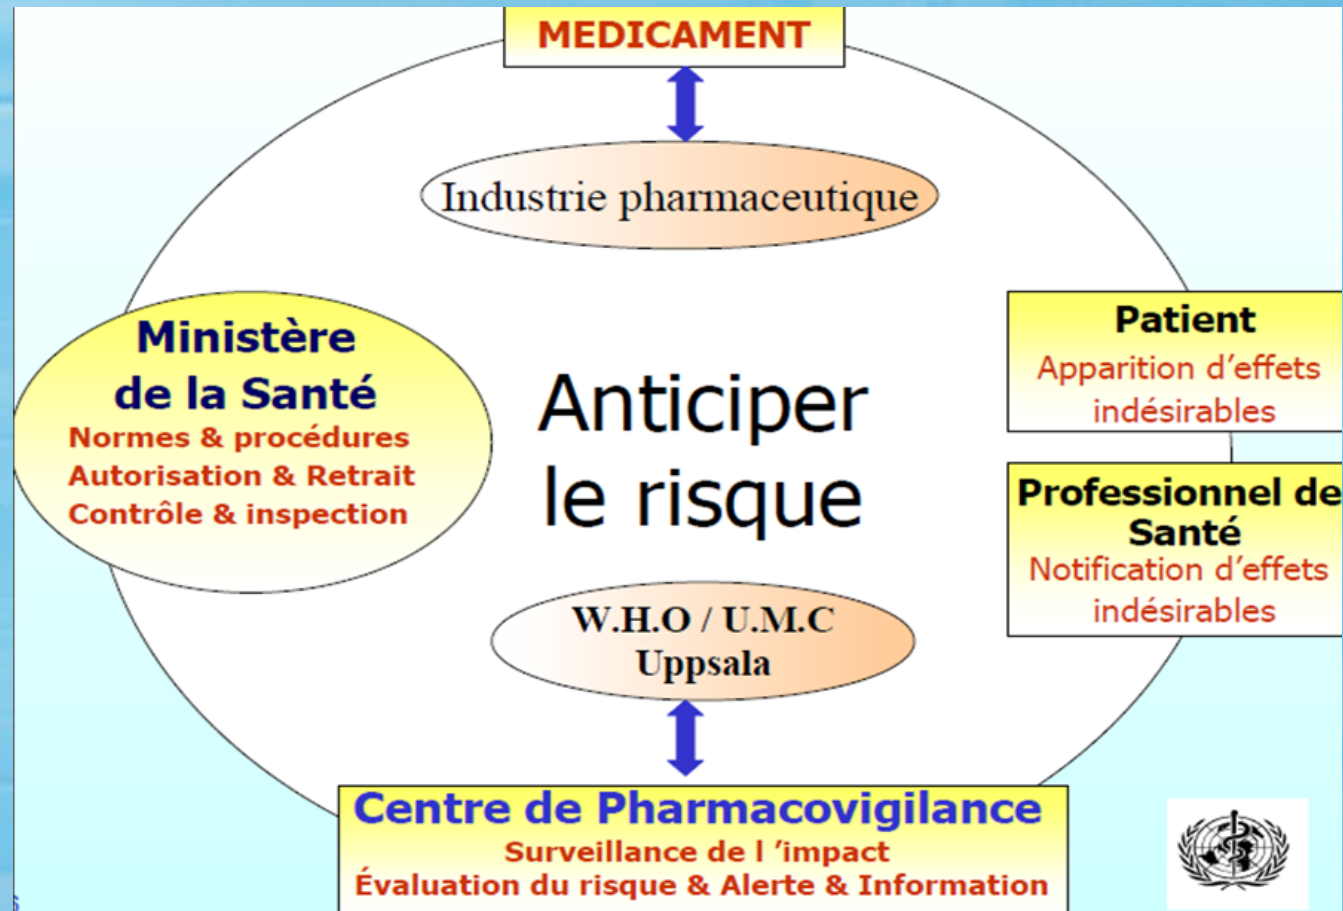 MEDICAMENT
Industrie pharmaceutique
Ministère
de la Santé
Normes & procédures
Autorisation & Retrait
Contrôle & inspection
Anticiper
le risque
Patient
Apparition d’effets
indésirables
Professionnel de
Santé
Notification d’effets
indésirables
W.H.O / U.M.C
Uppsala
Centre de Pharmacovigilance
Surveillance de l ’impact
Évaluation du risque & Alerte & Information